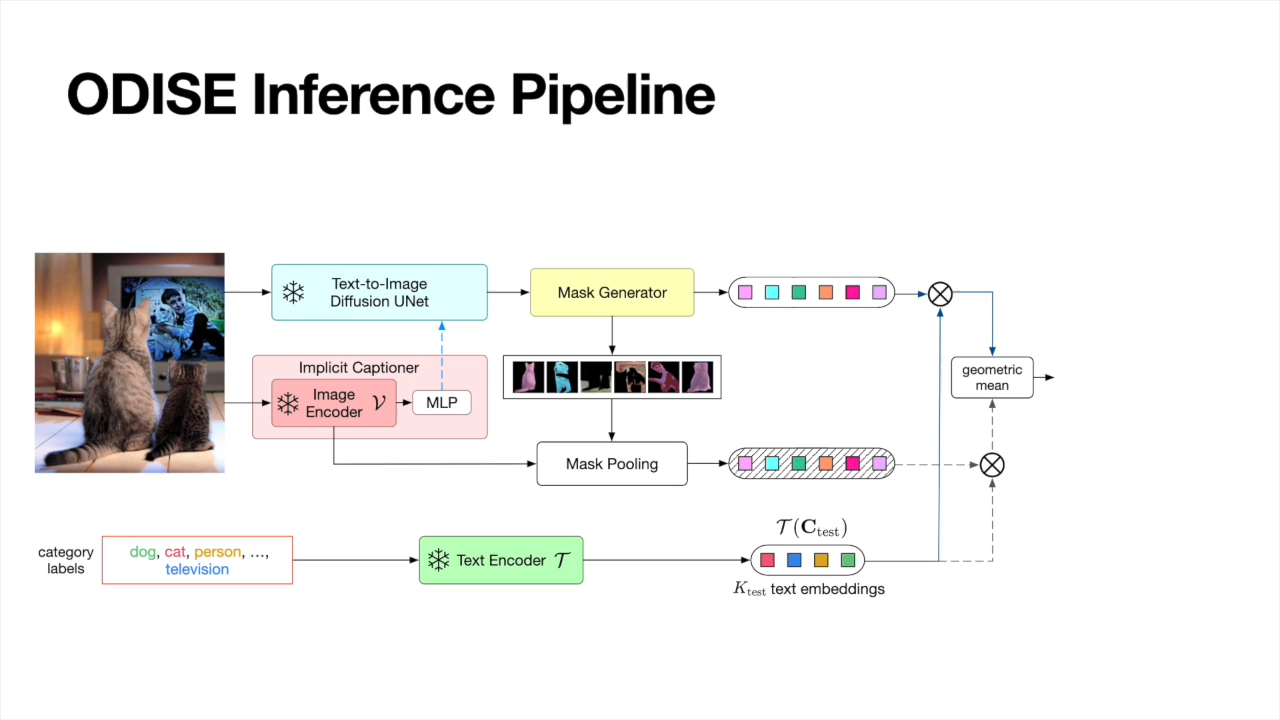 ODISE Inference Pipeline
Text-to-Image
Diffusion UNet
Mask Generator
Implicit Captioner
Image
Encoder 𝒱
MLP
geometric
mean
Mask Pooling
𝒯(C_test)
category
labels
dog, cat, person, ...,
television
Text Encoder 𝒯
K_test text embeddings